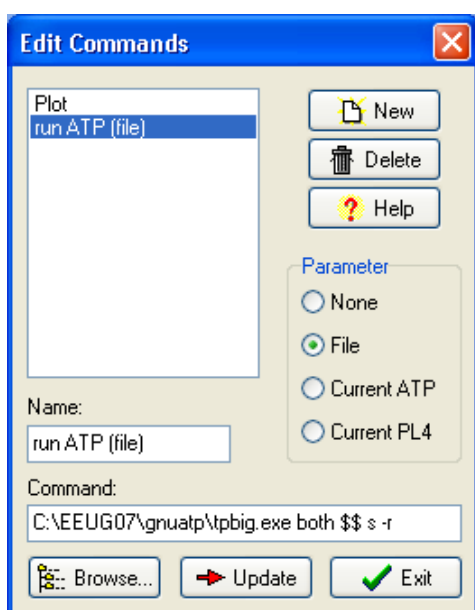 Edit Commands
Plot
run ATP (file)
New
Delete
Help
Parameter
None
File
Current ATP
Current PL4
Name:
run ATP (file)
Command:
C:\EEUG07\gnuatp\tpbig.exe both $$ s -r
Browse...
Update
Exit